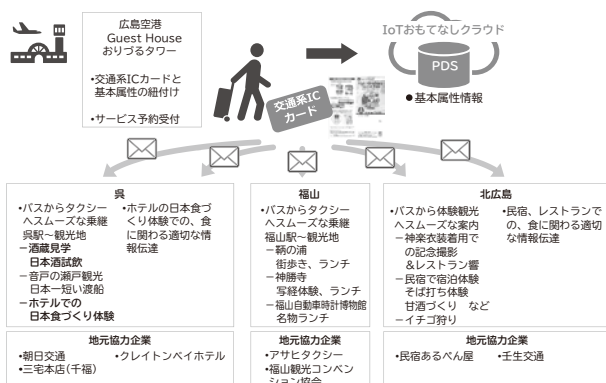 広島空港
Guest House
おりづるタワー
•交通系ICカードと
基本属性の紐付け
•サービス予約受付
交通系IC
カード
IoTおもてなしクラウド
PDS
●基本属性情報
呉
•バスからタクシー
へスムーズな乗継
呉駅～観光地
－酒蔵見学
日本酒試飲
－音戸の瀬戸観光
日本一短い渡船
－ホテルでの
日本食づくり体験
•ホテルの日本食づ
くり体験での、食
に関わる適切な情
報伝達
福山
•バスからタクシー
へスムーズな乗継
福山駅～観光地
－鞆の浦
街歩き、ランチ
－神勝寺
写経体験、ランチ
－福山自動車時計博物館
名物ランチ
北広島
•バスから体験観光
へスムーズな案内
－神楽衣装着用で
の記念撮影
＆レストラン響
－民宿で宿泊体験
そば打ち体験
甘酒づくり など
－イチゴ狩り
•民宿、レストランで
の、食に関わる適切
な情報伝達
地元協力企業
•朝日交通
•三宅本店(千福)
•クレイトンベイホテル
地元協力企業
•アサヒタクシー
•福山観光コンベン
ション協会
地元協力企業
•民宿あるぺん屋
•壬生交通